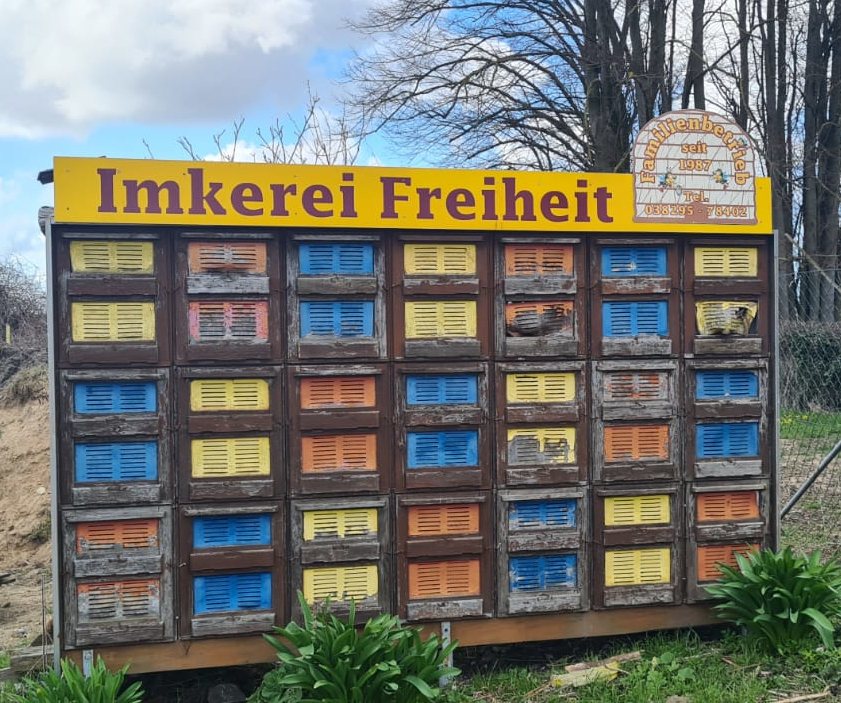 Imkerei Freiheit
Familienbetrieb
seit
1987
Tel.
038295 - 78402